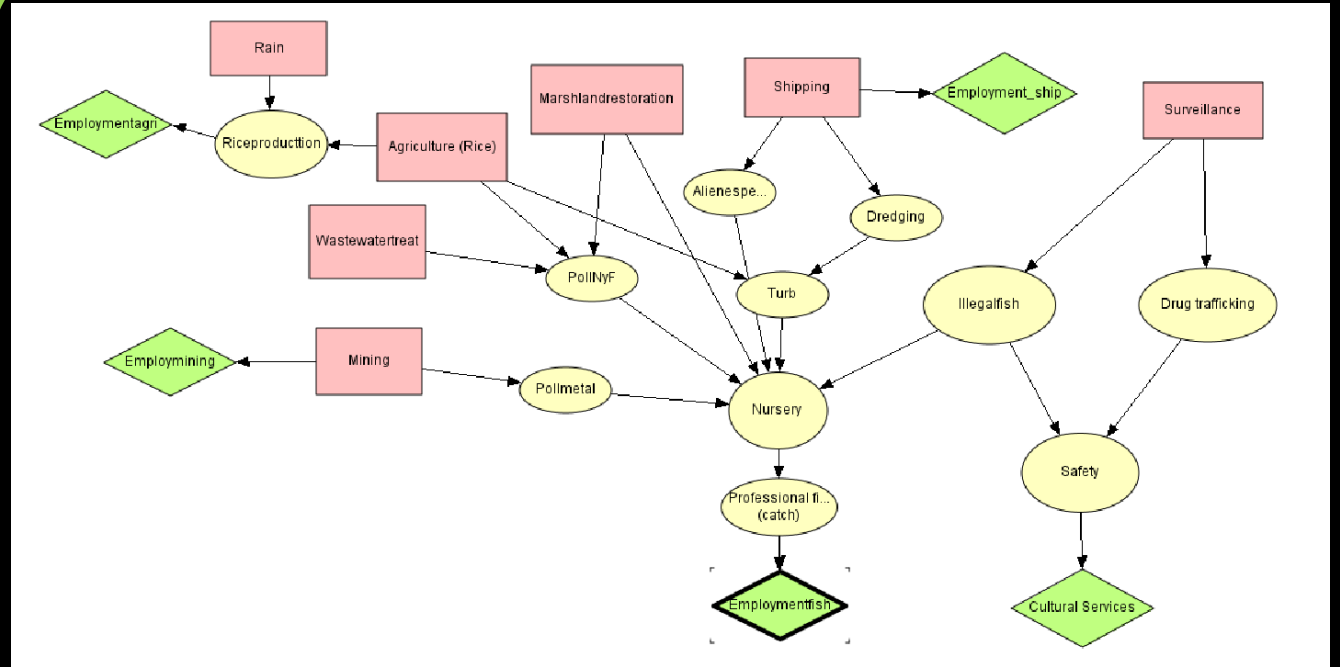 Rain
Marshlandrestoration
Shipping
Employment_ship
Surveillance
Employmentagri
Riceproducttion
Agriculture (Rice)
Alienespe...
Dredging
Wastewatertreat
PollNyF
Turb
Illegalfish
Drug trafficking
Employmining
Mining
Pollmetal
Nursery
Safety
Professional fi...
(catch)
Employmentfish
Cultural Services